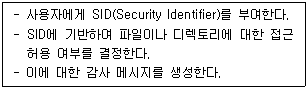 - 사용자에게 SID(Security Identifier)를 부여한다.
- SID에 기반하여 파일이나 디렉토리에 대한 접근
허용 여부를 결정한다.
- 이에 대한 감사 메시지를 생성한다.